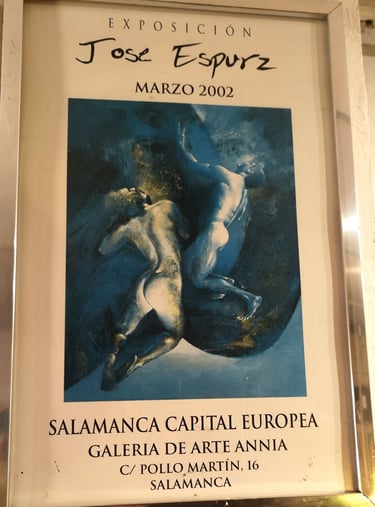 EXPOSICIÓN
Jose Espurz
MARZO 2002
SALAMANCA CAPITAL EUROPEA
GALERIA DE ARTE ANNIA
C/ POLLO MARTÍN, 16
SALAMANCA